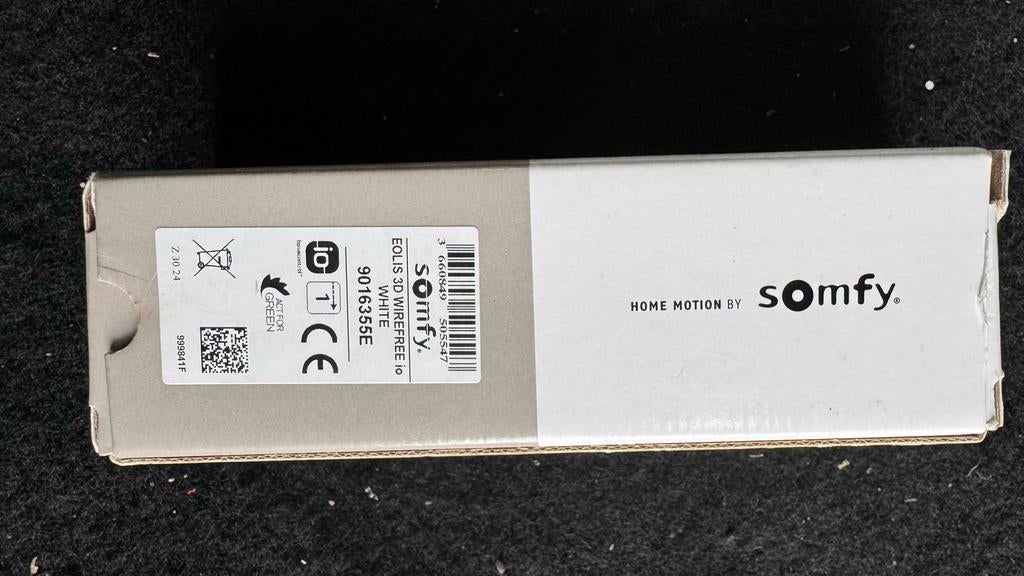 3 660849 505547
somfy®
EOLIS 3D WIREFREE io
WHITE
9016355E
io
homecontrol®
1
CE
ACT FOR
GREEN
Z 30 24
999841F
HOME MOTION BY somfy®